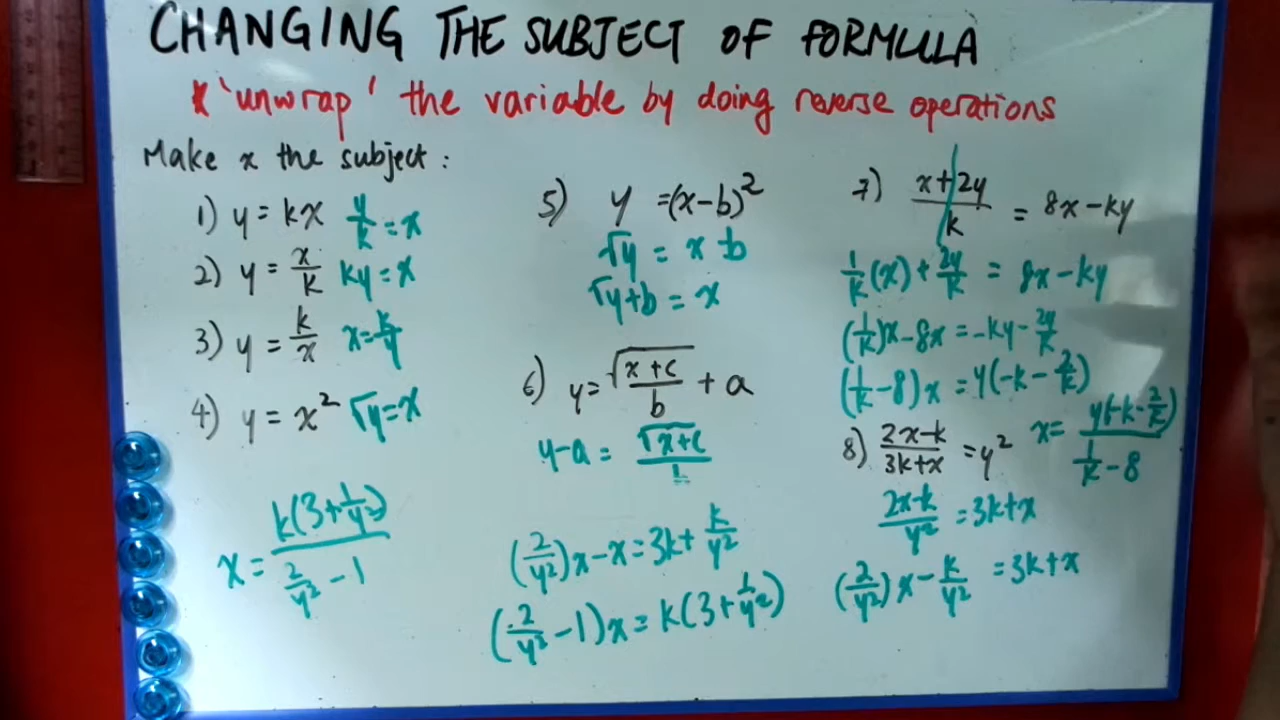 CHANGING THE SUBJECT OF FORMULA
'unwrap' the variable by doing reverse operations
Make x the subject:
1) y = kx y/k = x
2) y = x/k ky = x
3) y = k/x x = k/y
4) y = x² √y = x
x = k(3+1/y²) / (2/y² - 1)
5) y = (x-b)²
√y = x - b
√y + b = x
6) y = √(x+c)/b + a
y-a = √(x+c)/b
(2/y²)x - x = 3k + k/y²
(2/y² - 1)x = k(3 + 1/y²)
7) (x+2y)/k = 8x - ky
1/k (x) + 2y/k = 8x - ky
(1/k)x - 8x = -ky - 2y/k
(1/k - 8)x = y(-k - 2/k)
x = y(-k - 2/k) / (1/k - 8)
8) (2x-k)/(3k+x) = y²
(2x-k)/y² = 3k+x
(2/y²)x - k/y² = 3k+x